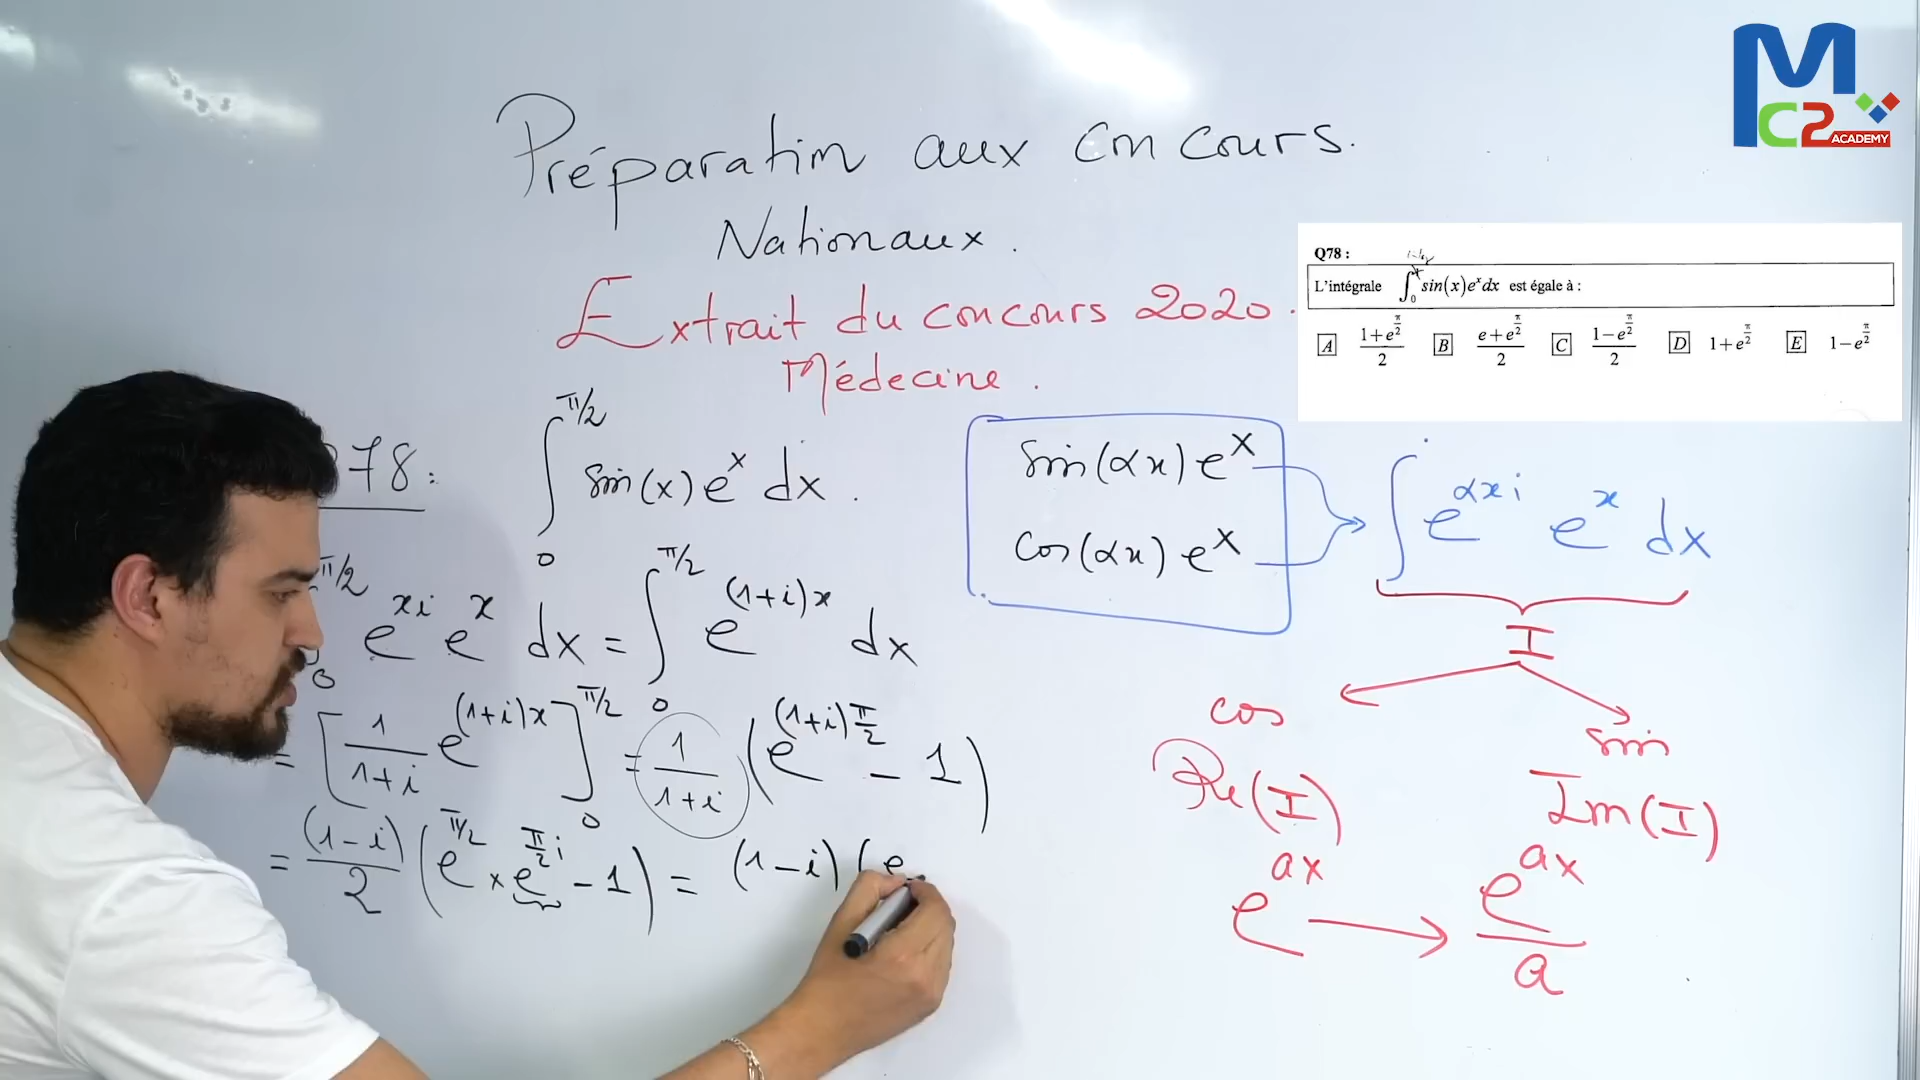 MC2 ACADEMY
Préparation aux concours.
Nationaux.
Extrait du concours 2020.
Médecine.
Q78 :
L'intégrale ∫₀ sin(x)eˣdx est égale à :
A (1+e^(π/2))/2 B (e+e^(π/2))/2 C (1−e^(π/2))/2 D 1+e^(π/2) E 1−e^(π/2)
78: ∫₀^(π/2) sin(x) eˣ dx .
sin(αx) eˣ
cos(αx) eˣ
∫ e^(αxi) eˣ dx
I
cos
Re(I)
sin
Im(I)
e^(ax) → e^(ax)/a
π/2 0 e^(xi) eˣ dx = ∫₀^(π/2) e^((1+i)x) dx
= [1/(1+i) e^((1+i)x)]₀^(π/2) = 1/(1+i) (e^((1+i)π/2) − 1)
= (1−i)/2 (e^(π/2) × e^(π/2 i) − 1) = (1−i) (e